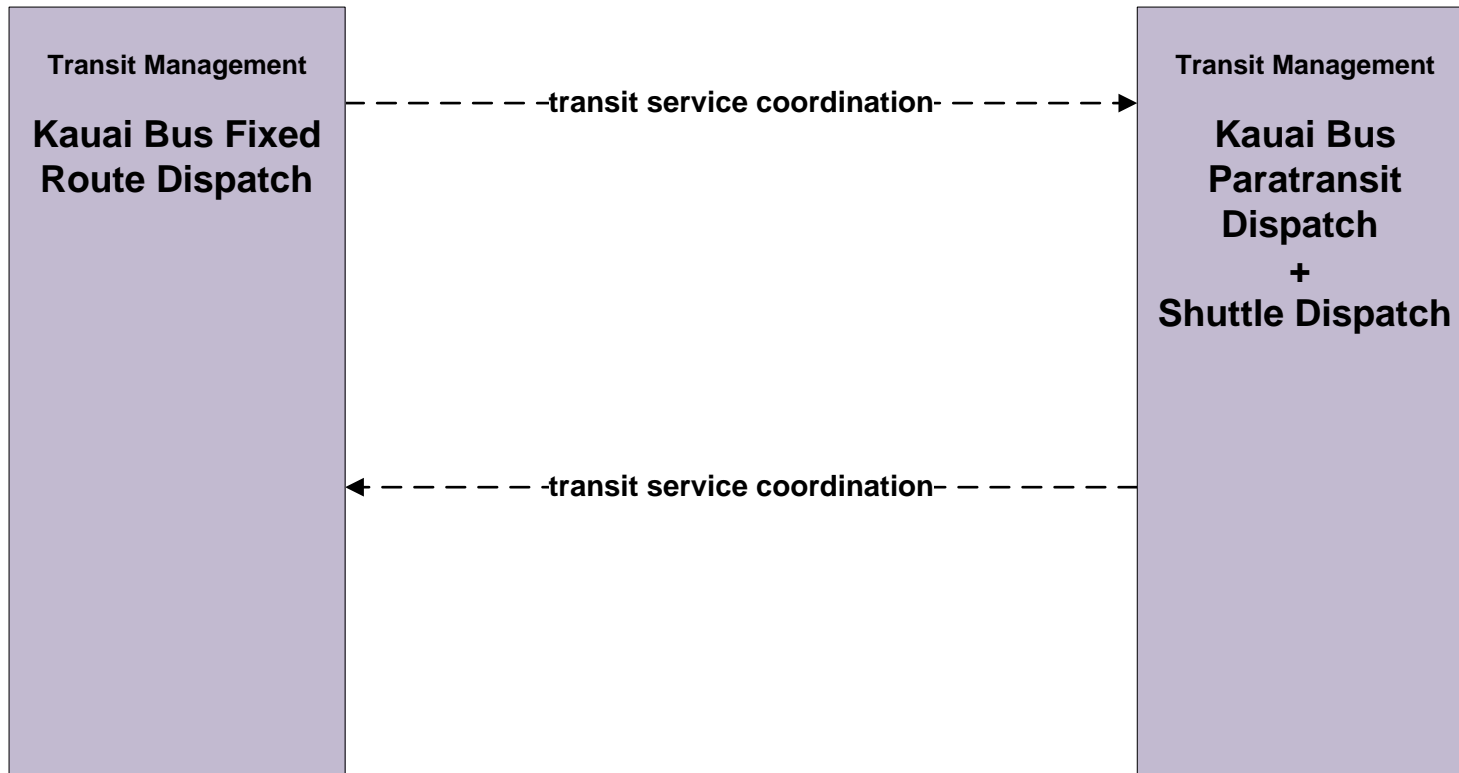 Transit Management
Kauai Bus Fixed
Route Dispatch
transit service coordination
transit service coordination
Transit Management
Kauai Bus
Paratransit
Dispatch
+
Shuttle Dispatch